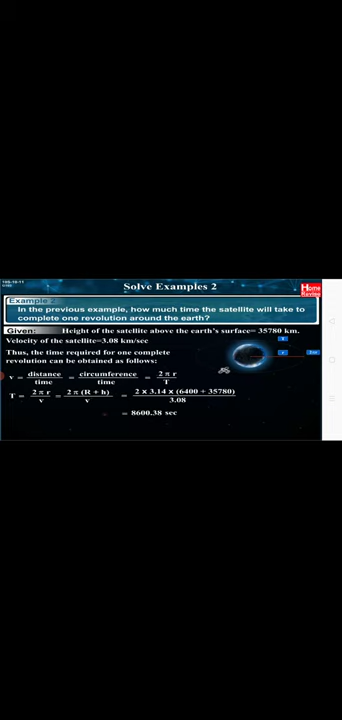 Solve Examples 2
Home Revise
Example 2
In the previous example, how much time the satellite will take to
complete one revolution around the earth?
Given: Height of the satellite above the earth's surface= 35780 km.
Velocity of the satellite=3.08 km/sec
Thus, the time required for one complete
revolution can be obtained as follows:
v = distance/time = circumference/time = 2 π r/T
T = 2 π r/v = 2 π (R + h)/v = 2 x 3.14 x (6400 + 35780)/3.08
= 8600.38 sec